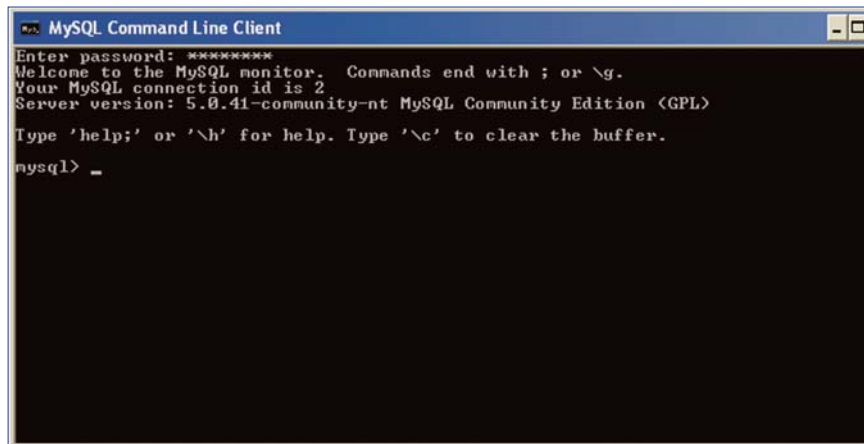 MySQL Command Line Client
Enter password: ********
Welcome to the MySQL monitor.  Commands end with ; or \g.
Your MySQL connection id is 2
Server version: 5.0.41-community-nt MySQL Community Edition (GPL)
Type 'help;' or '\h' for help. Type '\c' to clear the buffer.
mysql> _